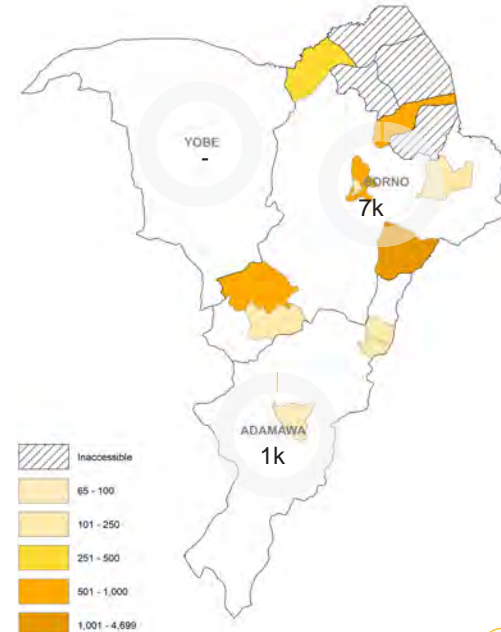 YOBE
-
BORNO
7k
ADAMAWA
1k
Inaccessible
65 - 100
101 - 250
251 - 500
501 - 1,000
1,001 - 4,699